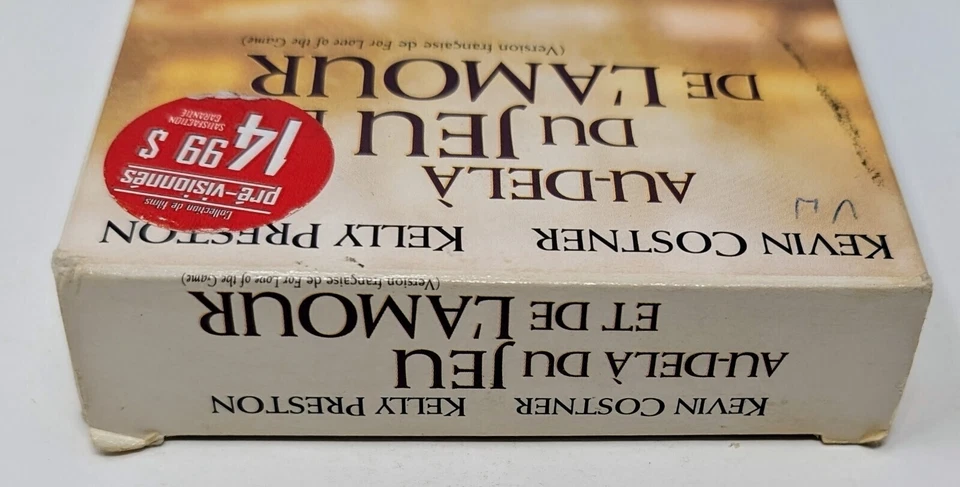 KEVIN COSTNER KELLY PRESTON
AU-DELÀ
DU JEU
DE L'AMOUR
(Version française de For Love of the Game)
Collection de films
pré-visionnés
14 99 $
SATISFACTION
GARANTIE
KEVIN COSTNER KELLY PRESTON
AU-DELÀ DU JEU
ET DE L'AMOUR
(Version française de For Love of the Game)